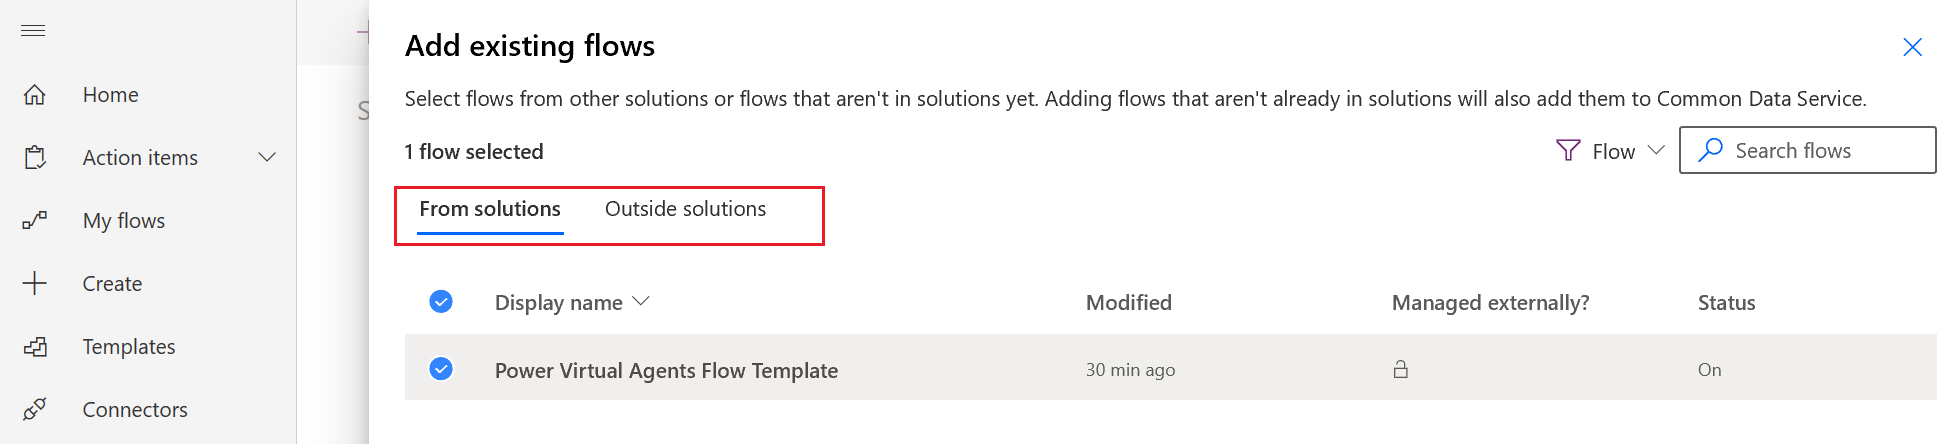 Home
Action items
My flows
Create
Templates
Connectors
S
Add existing flows
Select flows from other solutions or flows that aren't in solutions yet. Adding flows that aren't already in solutions will also add them to Common Data Service.
1 flow selected
Flow
Search flows
From solutions Outside solutions
Display name Modified Managed externally? Status
Power Virtual Agents Flow Template 30 min ago On